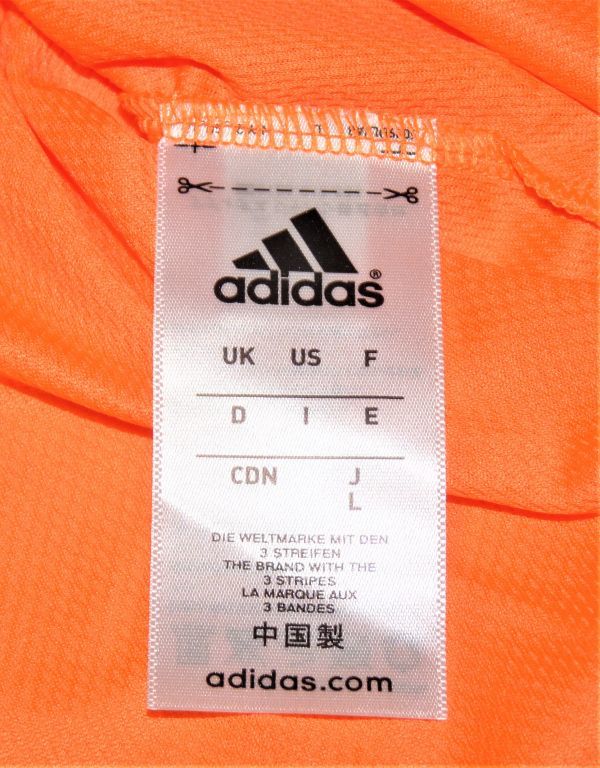 adidas®
UK US F
D I E
CDN J
L
DIE WELTMARKE MIT DEN
3 STREIFEN
THE BRAND WITH THE
3 STRIPES
LA MARQUE AUX
3 BANDES
中国製
adidas.com